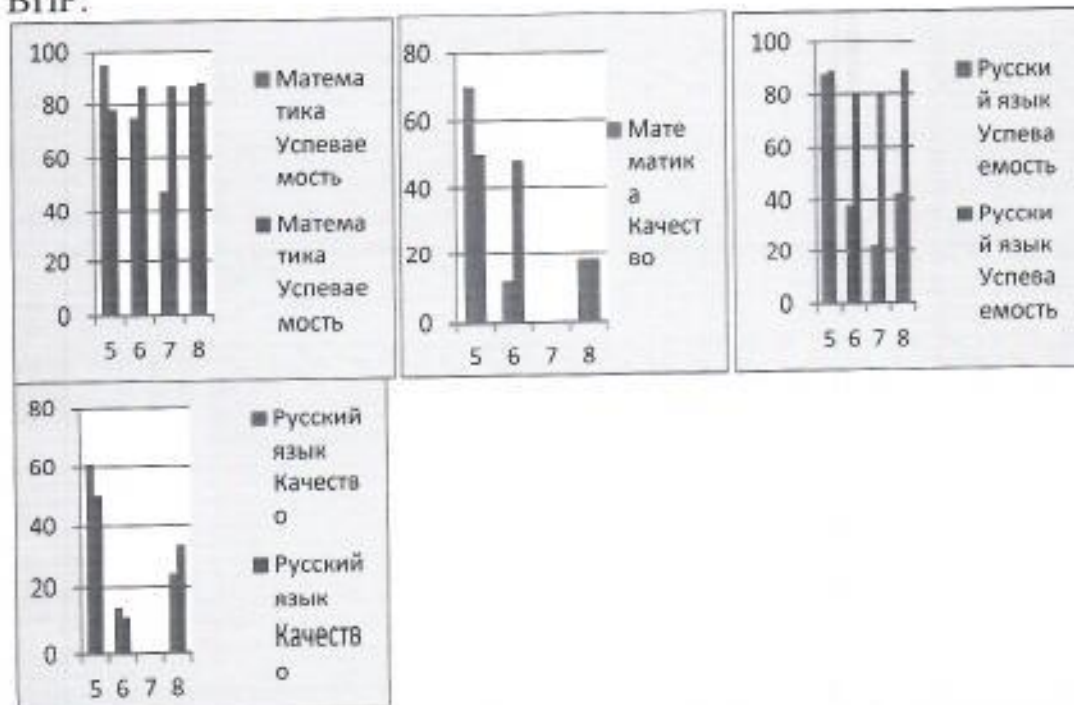 ВПР:
100
80
60
40
20
0
5 6 7 8
Матема
тика
Успевае
мость
Матема
тика
Успевае
мость
80
60
40
20
0
5 6 7 8
Мате
матик
а
Качест
во
100
80
60
40
20
0
5 6 7 8
Русски
й язык
Успева
емость
Русски
й язык
Успева
емость
80
60
40
20
0
5 6 7 8
Русский
язык
Качеств
о
Русский
язык
Качеств
о